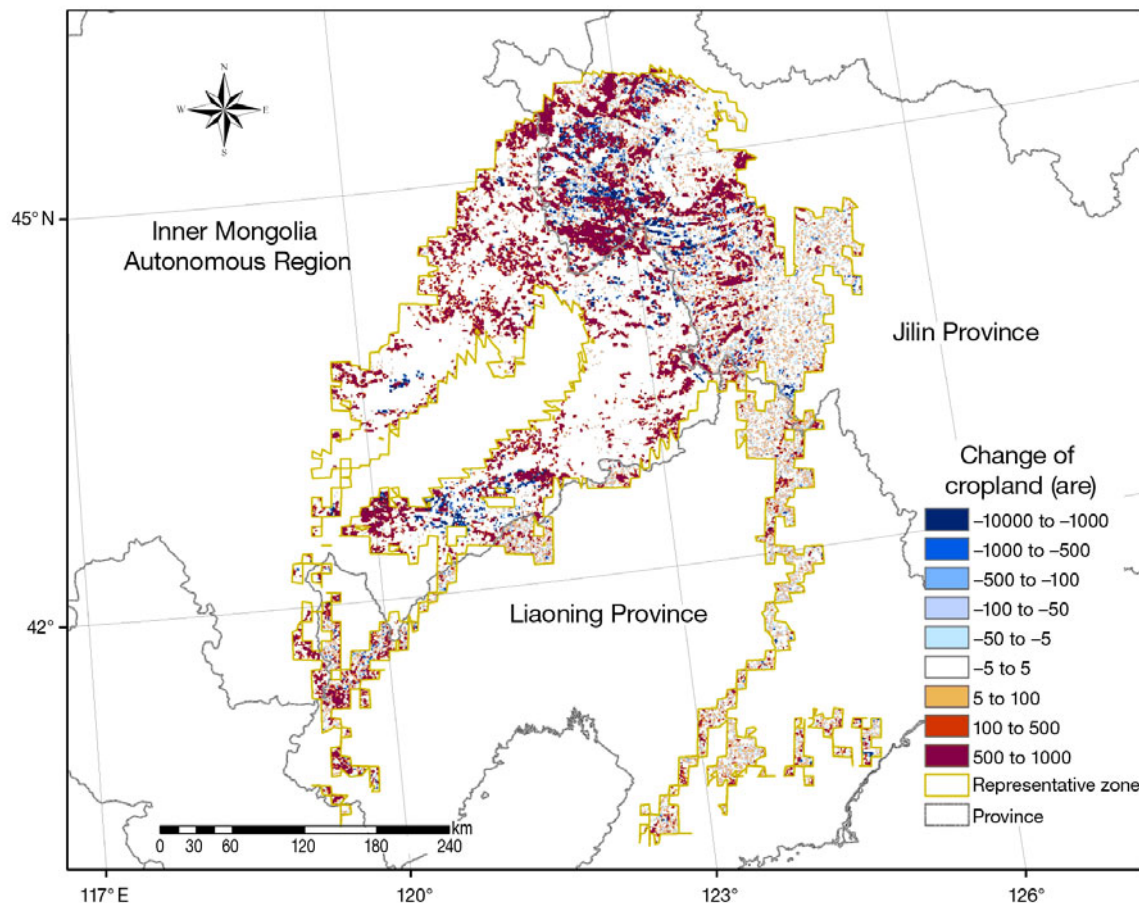 N
W
E
S
45° N
Inner Mongolia
Autonomous Region
Jilin Province
Liaoning Province
42°
Change of
cropland (are)
–10000 to –1000
–1000 to –500
–500 to –100
–100 to –50
–50 to –5
–5 to 5
5 to 100
100 to 500
500 to 1000
Representative zone
Province
km
0 30 60 120 180 240
117° E 120° 123° 126°